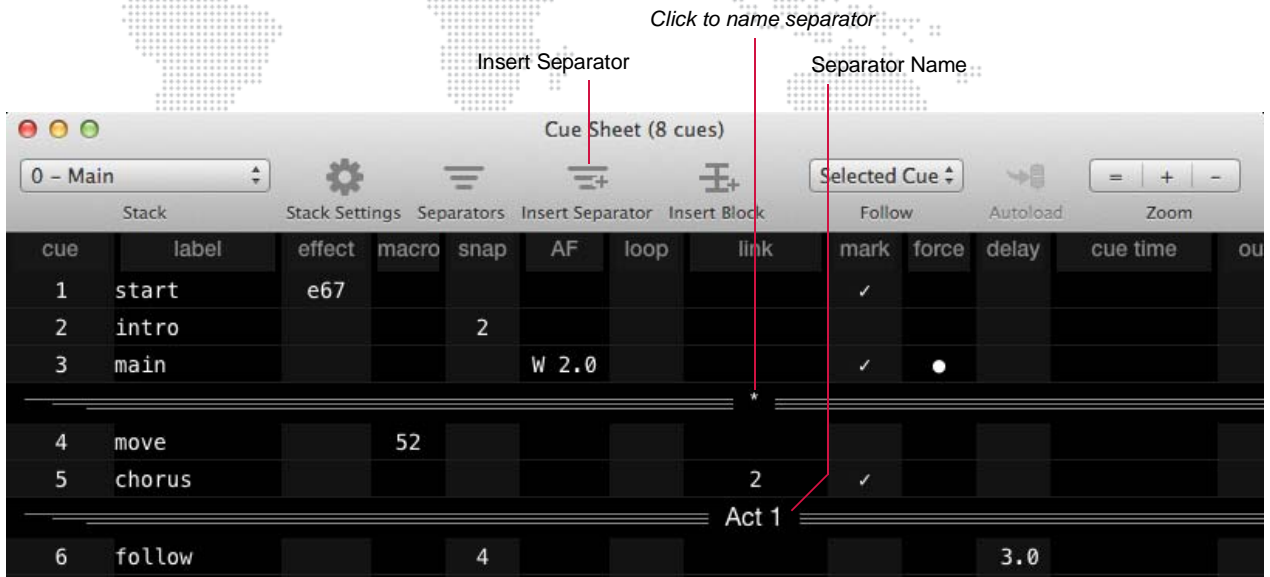 Click to name separator
Insert Separator
Separator Name
Cue Sheet (8 cues)
0 – Main
Selected Cue
= + –
Stack
Stack Settings
Separators
Insert Separator
Insert Block
Follow
Autoload
Zoom
cue label effect macro snap AF loop link mark force delay cue time ou
1 start e67 ✓
2 intro 2
3 main W 2.0 ✓ ●
*
4 move 52
5 chorus 2 ✓
Act 1
6 follow 4 3.0